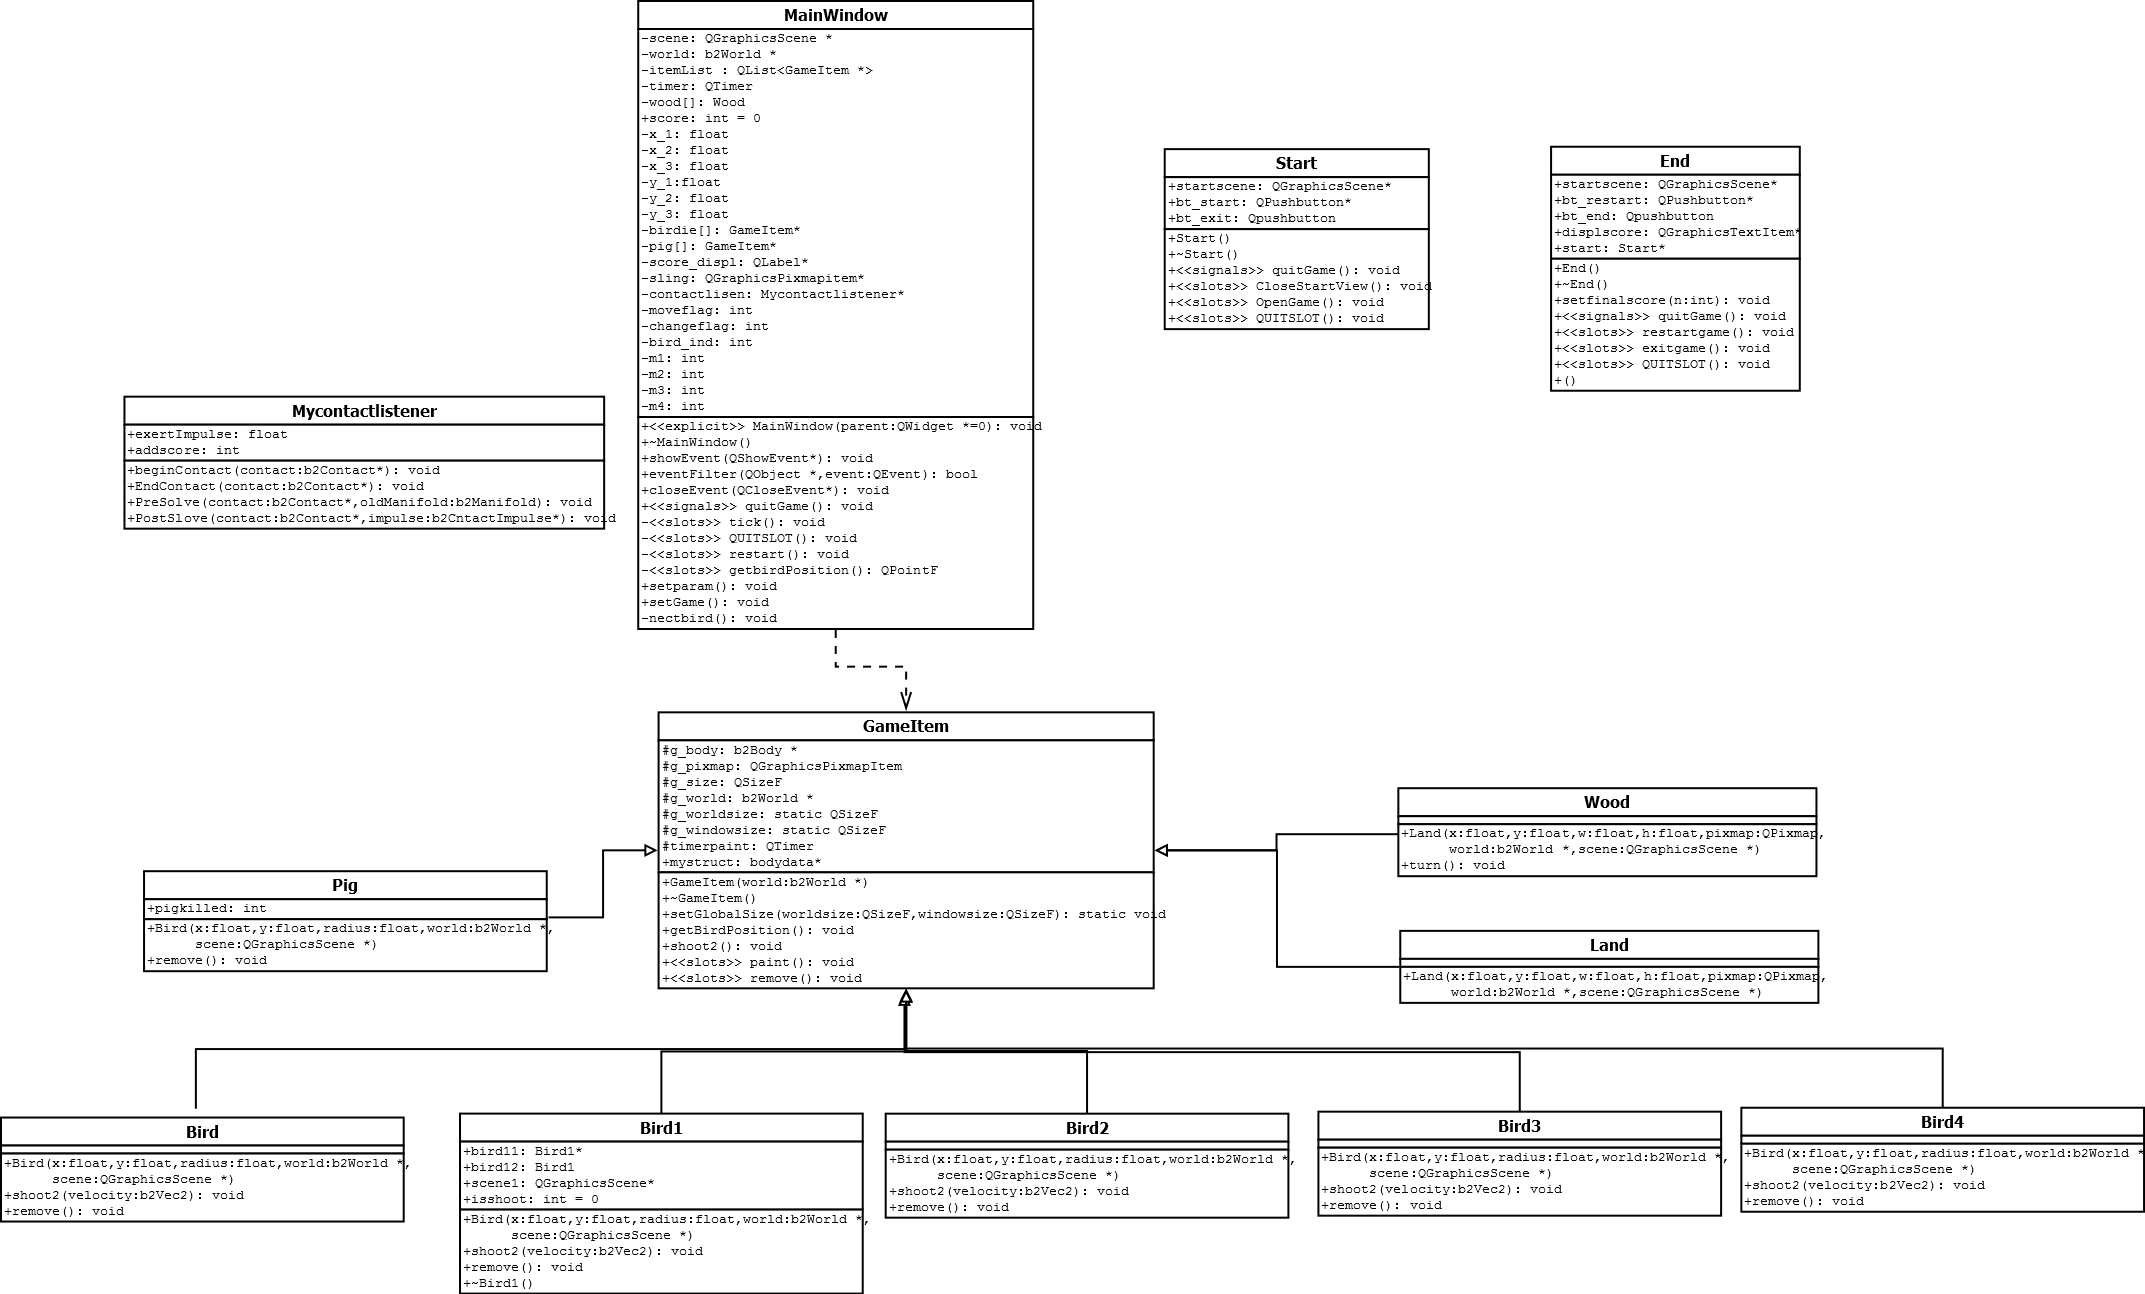 MainWindow
-scene: QGraphicsScene *
-world: b2World *
-itemList : QList<GameItem *>
-timer: QTimer
-wood[]: Wood
+score: int = 0
-x_1: float
-x_2: float
-x_3: float
-y_1:float
-y_2: float
-y_3: float
-birdie[]: GameItem*
-pig[]: GameItem*
-score_displ: QLabel*
-sling: QGraphicsPixmapitem*
-contactlisen: Mycontactlistener*
-moveflag: int
-changeflag: int
-bird_ind: int
-m1: int
-m2: int
-m3: int
-m4: int
+<<explicit>> MainWindow(parent:QWidget *=0): void
+~MainWindow()
+showEvent(QShowEvent*): void
+eventFilter(QObject *,event:QEvent): bool
+closeEvent(QCloseEvent*): void
+<<signals>> quitGame(): void
-<<slots>> tick(): void
-<<slots>> QUITSLOT(): void
-<<slots>> restart(): void
-<<slots>> getbirdPosition(): QPointF
+setparam(): void
+setGame(): void
-nectbird(): void
Start
+startscene: QGraphicsScene*
+bt_start: QPushbutton*
+bt_exit: Qpushbutton
+Start()
+~Start()
+<<signals>> quitGame(): void
+<<slots>> CloseStartView(): void
+<<slots>> OpenGame(): void
+<<slots>> QUITSLOT(): void
End
+startscene: QGraphicsScene*
+bt_restart: QPushbutton*
+bt_end: Qpushbutton
+displscore: QGraphicsTextItem*
+start: Start*
+End()
+~End()
+setfinalscore(n:int): void
+<<signals>> quitGame(): void
+<<slots>> restartgame(): void
+<<slots>> exitgame(): void
+<<slots>> QUITSLOT(): void
+()
Mycontactlistener
+exertImpulse: float
+addscore: int
+beginContact(contact:b2Contact*): void
+EndContact(contact:b2Contact*): void
+PreSolve(contact:b2Contact*,oldManifold:b2Manifold): void
+PostSlove(contact:b2Contact*,impulse:b2CntactImpulse*): void
GameItem
#g_body: b2Body *
#g_pixmap: QGraphicsPixmapItem
#g_size: QSizeF
#g_world: b2World *
#g_worldsize: static QSizeF
#g_windowsize: static QSizeF
#timerpaint: QTimer
+mystruct: bodydata*
+GameItem(world:b2World *)
+~GameItem()
+setGlobalSize(worldsize:QSizeF,windowsize:QSizeF): static void
+getBirdPosition(): void
+shoot2(): void
+<<slots>> paint(): void
+<<slots>> remove(): void
Wood
+Land(x:float,y:float,w:float,h:float,pixmap:QPixmap,
world:b2World *,scene:QGraphicsScene *)
+turn(): void
Pig
+pigkilled: int
+Bird(x:float,y:float,radius:float,world:b2World *,
scene:QGraphicsScene *)
+remove(): void
Land
+Land(x:float,y:float,w:float,h:float,pixmap:QPixmap,
world:b2World *,scene:QGraphicsScene *)
Bird
+Bird(x:float,y:float,radius:float,world:b2World *,
scene:QGraphicsScene *)
+shoot2(velocity:b2Vec2): void
+remove(): void
Bird1
+bird11: Bird1*
+bird12: Bird1
+scene1: QGraphicsScene*
+isshoot: int = 0
+Bird(x:float,y:float,radius:float,world:b2World *,
scene:QGraphicsScene *)
+shoot2(velocity:b2Vec2): void
+remove(): void
+~Bird1()
Bird2
+Bird(x:float,y:float,radius:float,world:b2World *,
scene:QGraphicsScene *)
+shoot2(velocity:b2Vec2): void
+remove(): void
Bird3
+Bird(x:float,y:float,radius:float,world:b2World *,
scene:QGraphicsScene *)
+shoot2(velocity:b2Vec2): void
+remove(): void
Bird4
+Bird(x:float,y:float,radius:float,world:b2World *
scene:QGraphicsScene *)
+shoot2(velocity:b2Vec2): void
+remove(): void